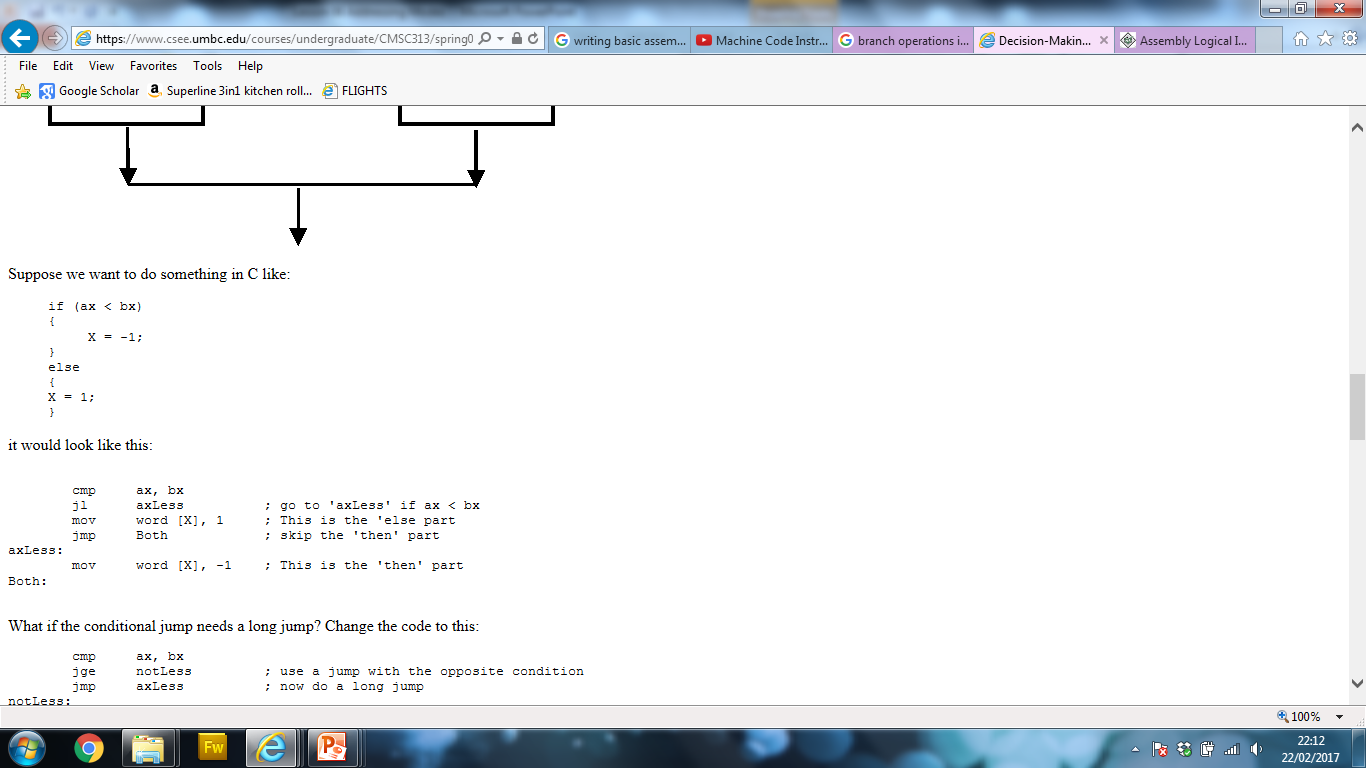 https://www.csee.umbc.edu/courses/undergraduate/CMSC313/spring0
writing basic assem...
Machine Code Instr...
branch operations i...
Decision-Makin...
Assembly Logical I...
File Edit View Favorites Tools Help
Google Scholar
Superline 3in1 kitchen roll...
FLIGHTS
Suppose we want to do something in C like:
if (ax < bx)
{
X = -1;
}
else
{
X = 1;
}
it would look like this:
cmp ax, bx
jl axLess ; go to 'axLess' if ax < bx
mov word [X], 1 ; This is the 'else part
jmp Both ; skip the 'then' part
axLess:
mov word [X], -1 ; This is the 'then' part
Both:
What if the conditional jump needs a long jump? Change the code to this:
cmp ax, bx
jge notLess ; use a jump with the opposite condition
jmp axLess ; now do a long jump
notLess:
100%
Fw
22:12
22/02/2017